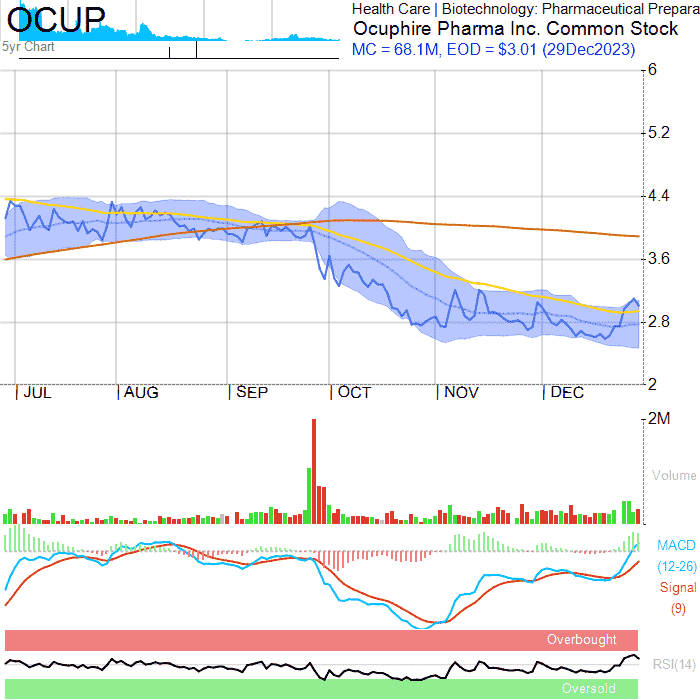 OCUP
5yr Chart
Health Care | Biotechnology: Pharmaceutical Prepara
Ocuphire Pharma Inc. Common Stock
MC = 68.1M, EOD = $3.01 (29Dec2023)
6
5.2
4.4
3.6
2.8
2
JUL AUG SEP OCT NOV DEC
2M
Volume
MACD
(12-26)
Signal
(9)
Overbought
RSI(14)
Oversold